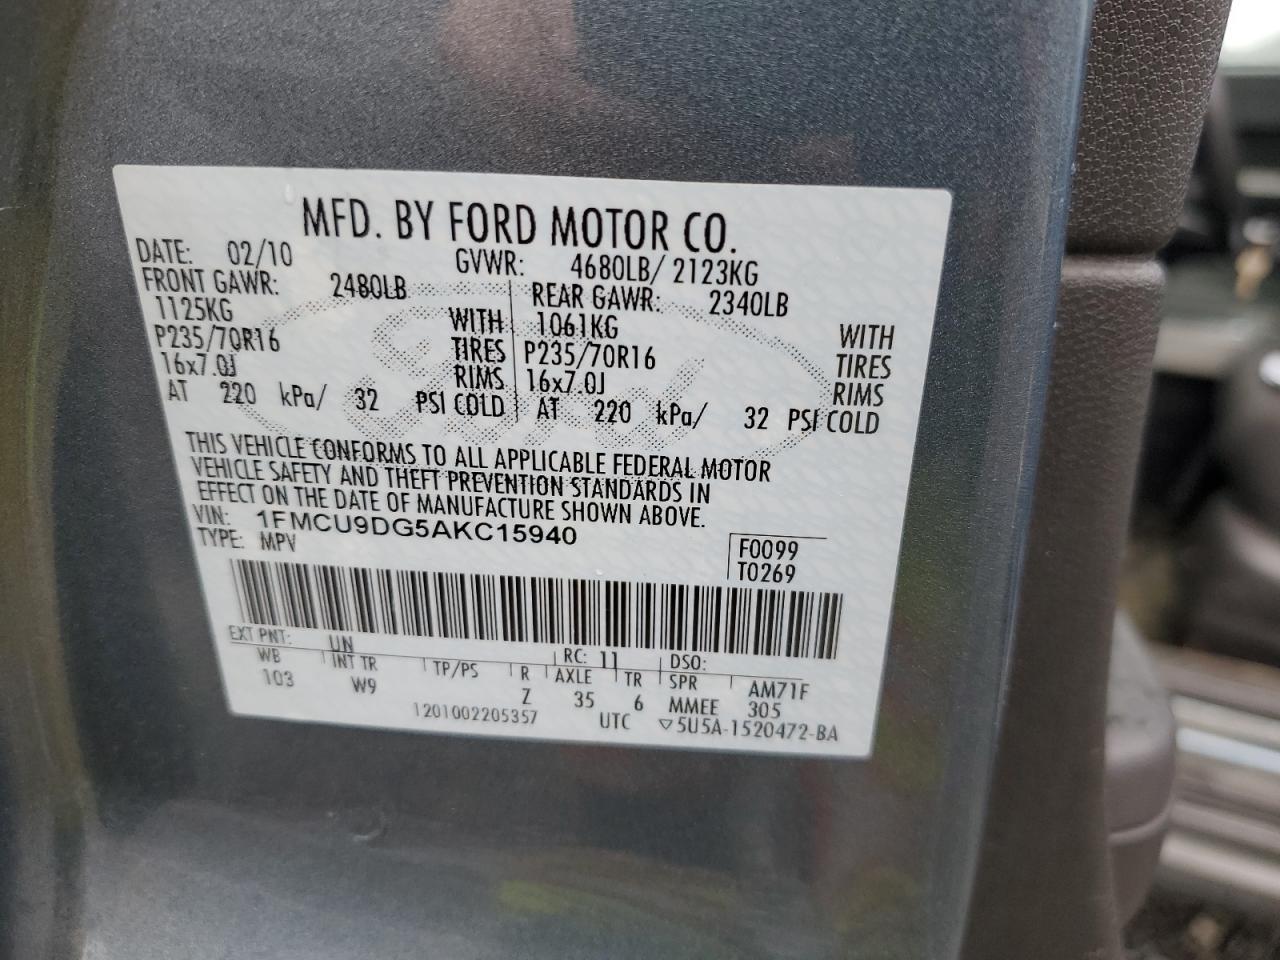 MFD. BY FORD MOTOR CO.
DATE: 02/10 GVWR: 4680LB/ 2123KG
FRONT GAWR: 2480LB REAR GAWR: 2340LB
1125KG WITH 1061KG WITH
P235/70R16 TIRES P235/70R16 TIRES
16x7.0J RIMS 16x7.0J RIMS
AT 220 kPa/ 32 PSI COLD AT 220 kPa/ 32 PSI COLD
Ford
THIS VEHICLE CONFORMS TO ALL APPLICABLE FEDERAL MOTOR
VEHICLE SAFETY AND THEFT PREVENTION STANDARDS IN
EFFECT ON THE DATE OF MANUFACTURE SHOWN ABOVE.
VIN: 1FMCU9DG5AKC15940
TYPE: MPV
F0099
T0269
EXT PNT: UN RC: 11 DSO:
WB INT TR TP/PS R AXLE TR SPR AM71F
103 W9 Z 35 6 MMEE 305
1201002205357 UTC ▽5U5A-1520472-BA